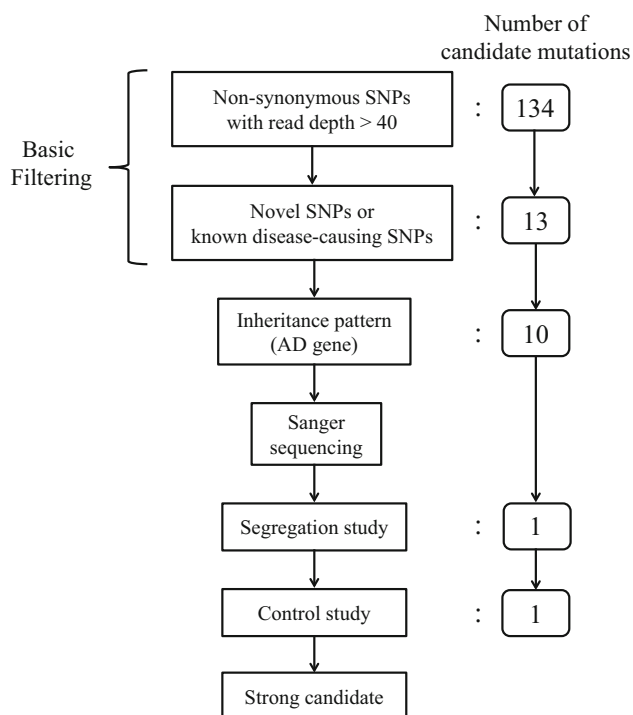 Number of
candidate mutations
Non-synonymous SNPs
with read depth > 40
:
134
Basic
Filtering
Novel SNPs or
known disease-causing SNPs
:
13
Inheritance pattern
(AD gene)
:
10
Sanger
sequencing
Segregation study
:
1
Control study
:
1
Strong candidate